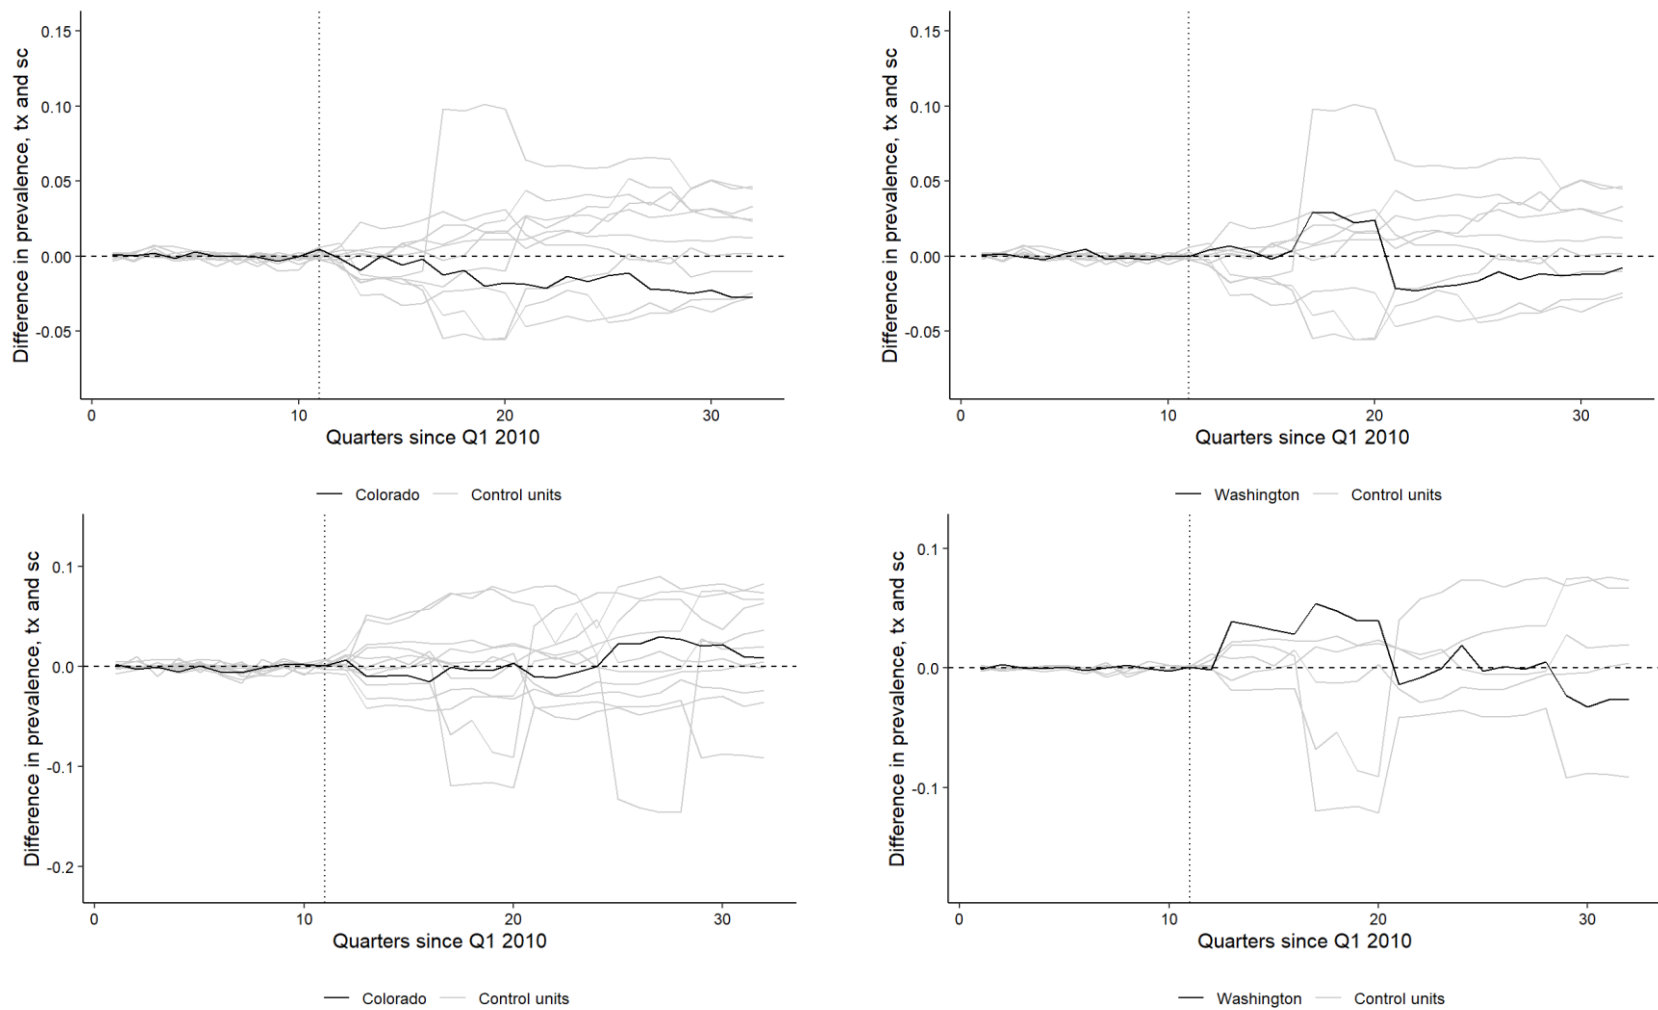 Difference in prevalence, tx and sc
0.15
0.10
0.05
0.00
-0.05
0 10 20 30
Quarters since Q1 2010
Colorado Control units
Difference in prevalence, tx and sc
0.15
0.10
0.05
0.00
-0.05
0 10 20 30
Quarters since Q1 2010
Washington Control units
Difference in prevalence, tx and sc
0.1
0.0
-0.1
-0.2
0 10 20 30
Quarters since Q1 2010
Colorado Control units
Difference in prevalence, tx and sc
0.1
0.0
-0.1
0 10 20 30
Quarters since Q1 2010
Washington Control units